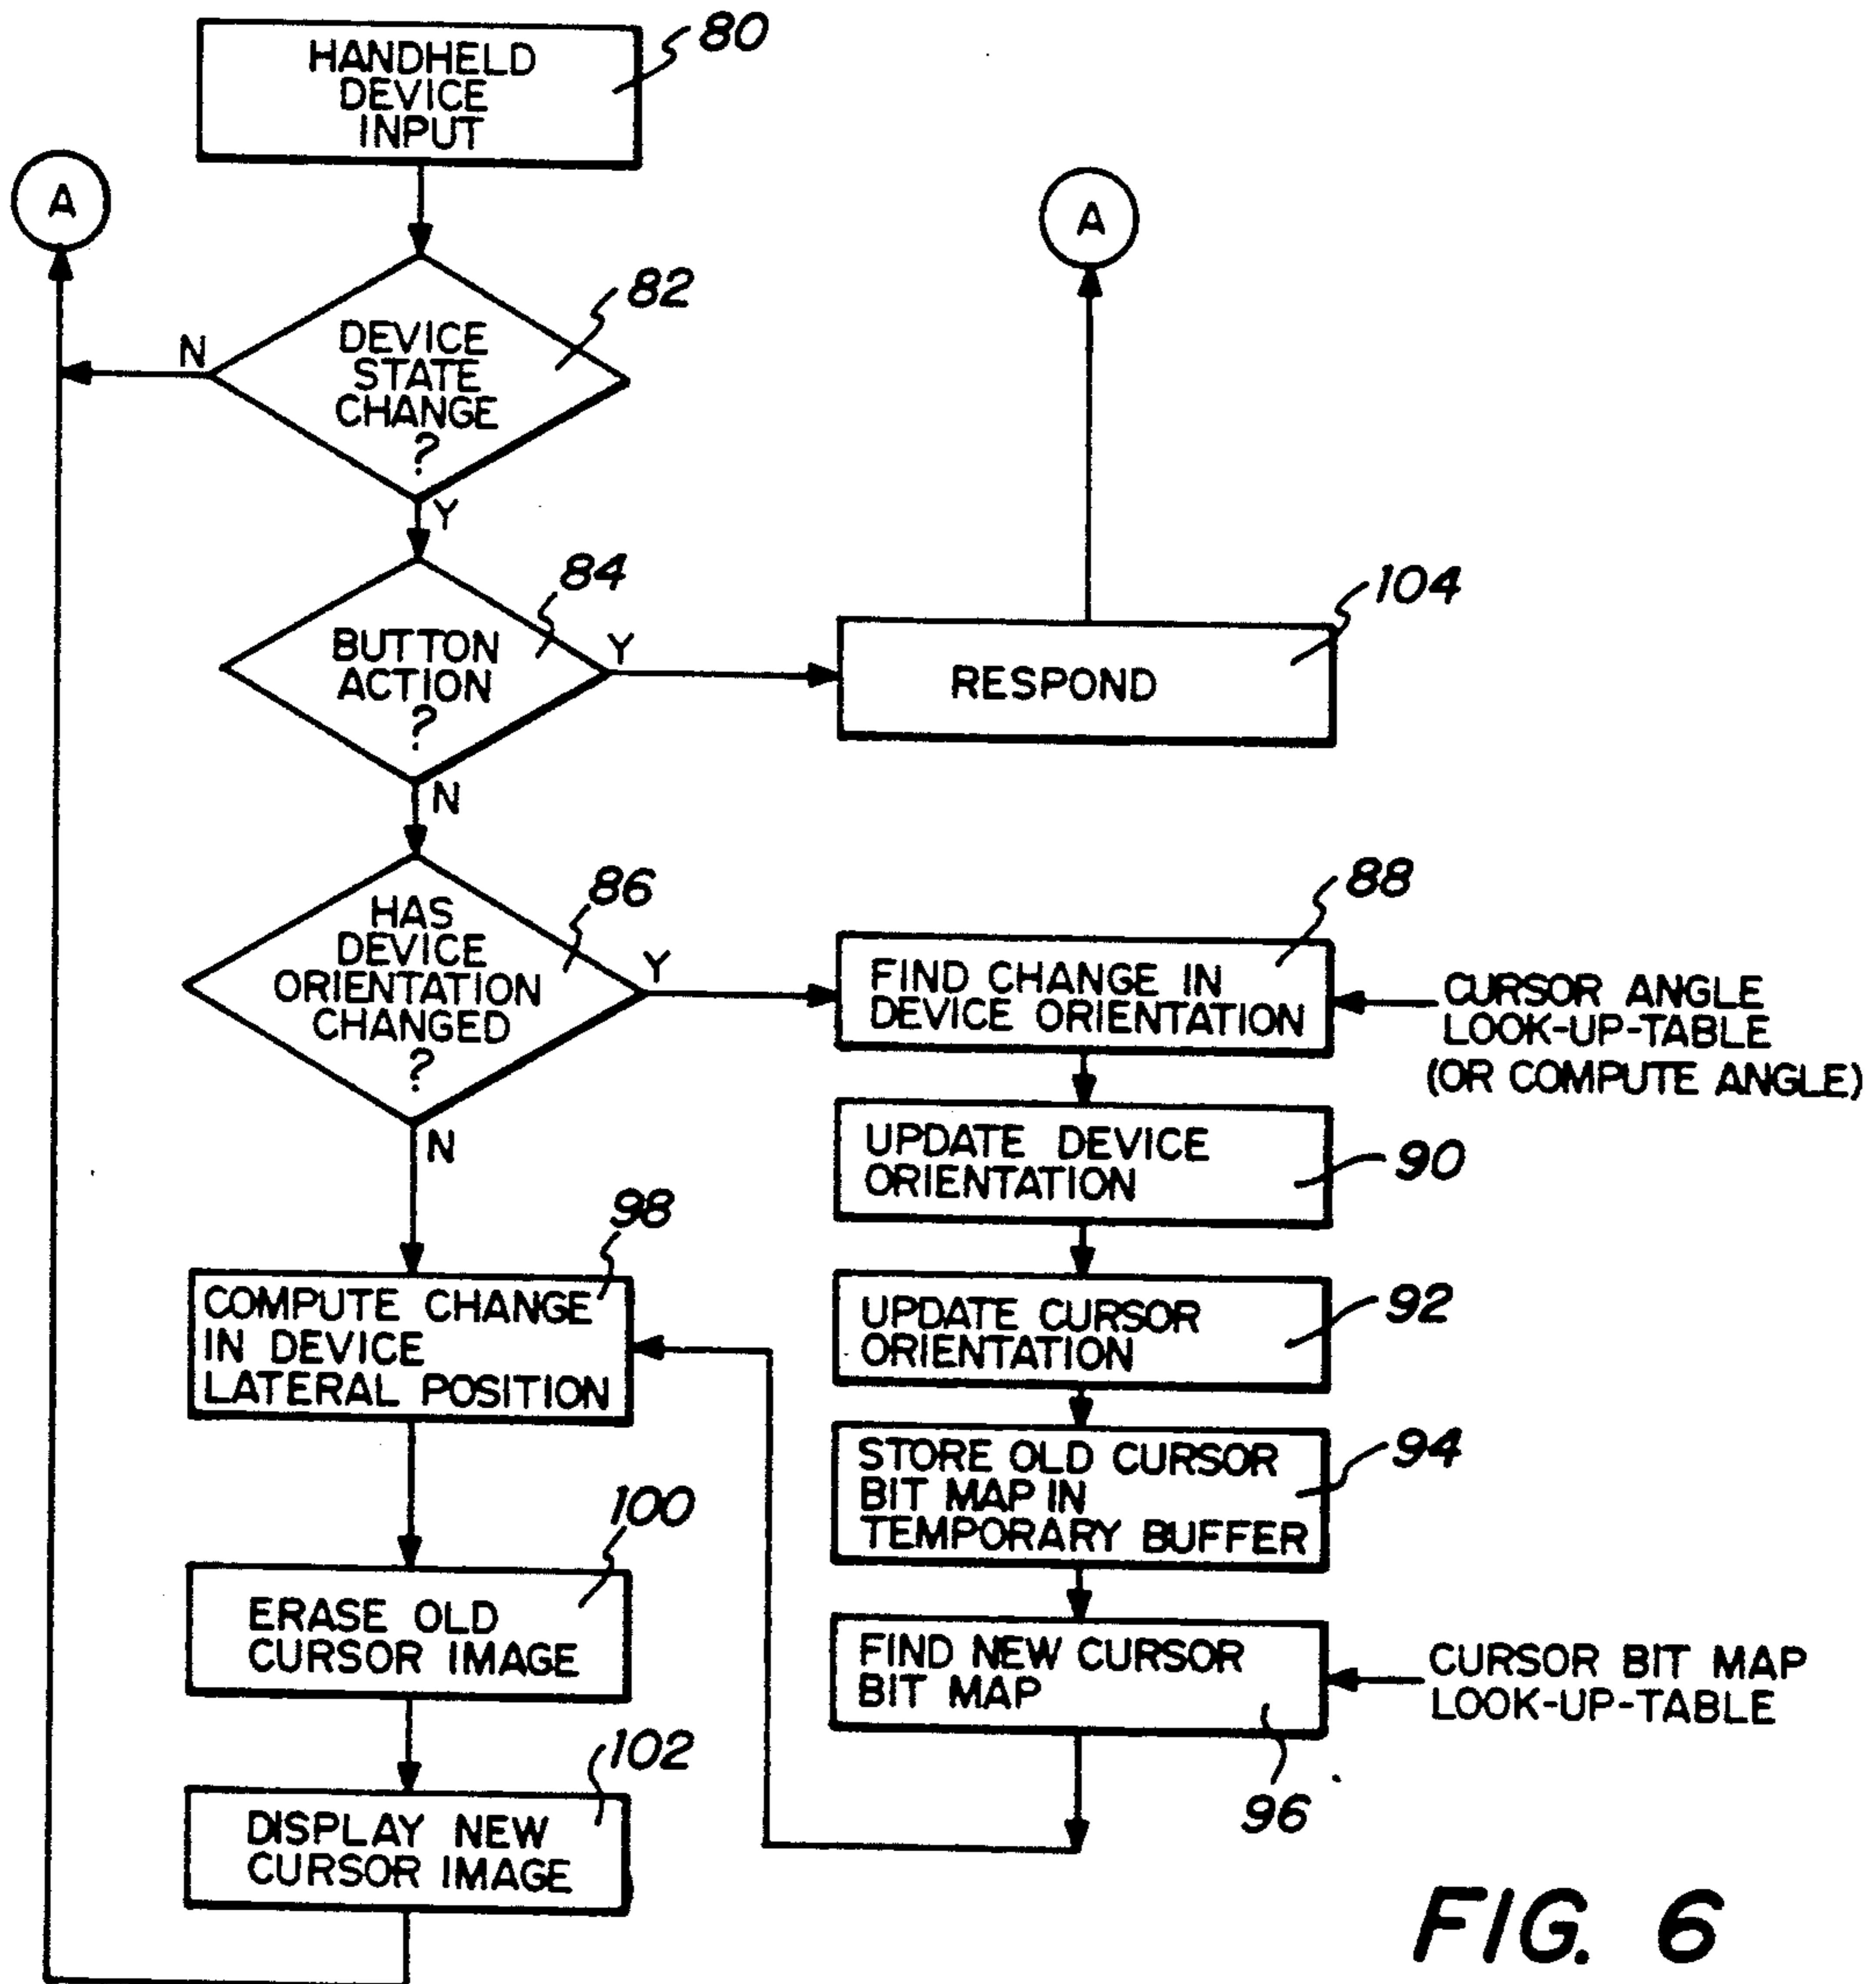 HANDHELD
DEVICE
INPUT
80
A
A
DEVICE
STATE
CHANGE
?
82
N
Y
BUTTON
ACTION
?
84
Y
N
RESPOND
104
HAS
DEVICE
ORIENTATION
CHANGED
?
86
Y
N
FIND CHANGE IN
DEVICE ORIENTATION
88
CURSOR ANGLE
LOOK-UP-TABLE
(OR COMPUTE ANGLE)
UPDATE DEVICE
ORIENTATION
90
UPDATE CURSOR
ORIENTATION
92
STORE OLD CURSOR
BIT MAP IN
TEMPORARY BUFFER
94
FIND NEW CURSOR
BIT MAP
96
CURSOR BIT MAP
LOOK-UP-TABLE
COMPUTE CHANGE
IN DEVICE
LATERAL POSITION
98
ERASE OLD
CURSOR IMAGE
100
DISPLAY NEW
CURSOR IMAGE
102
FIG. 6